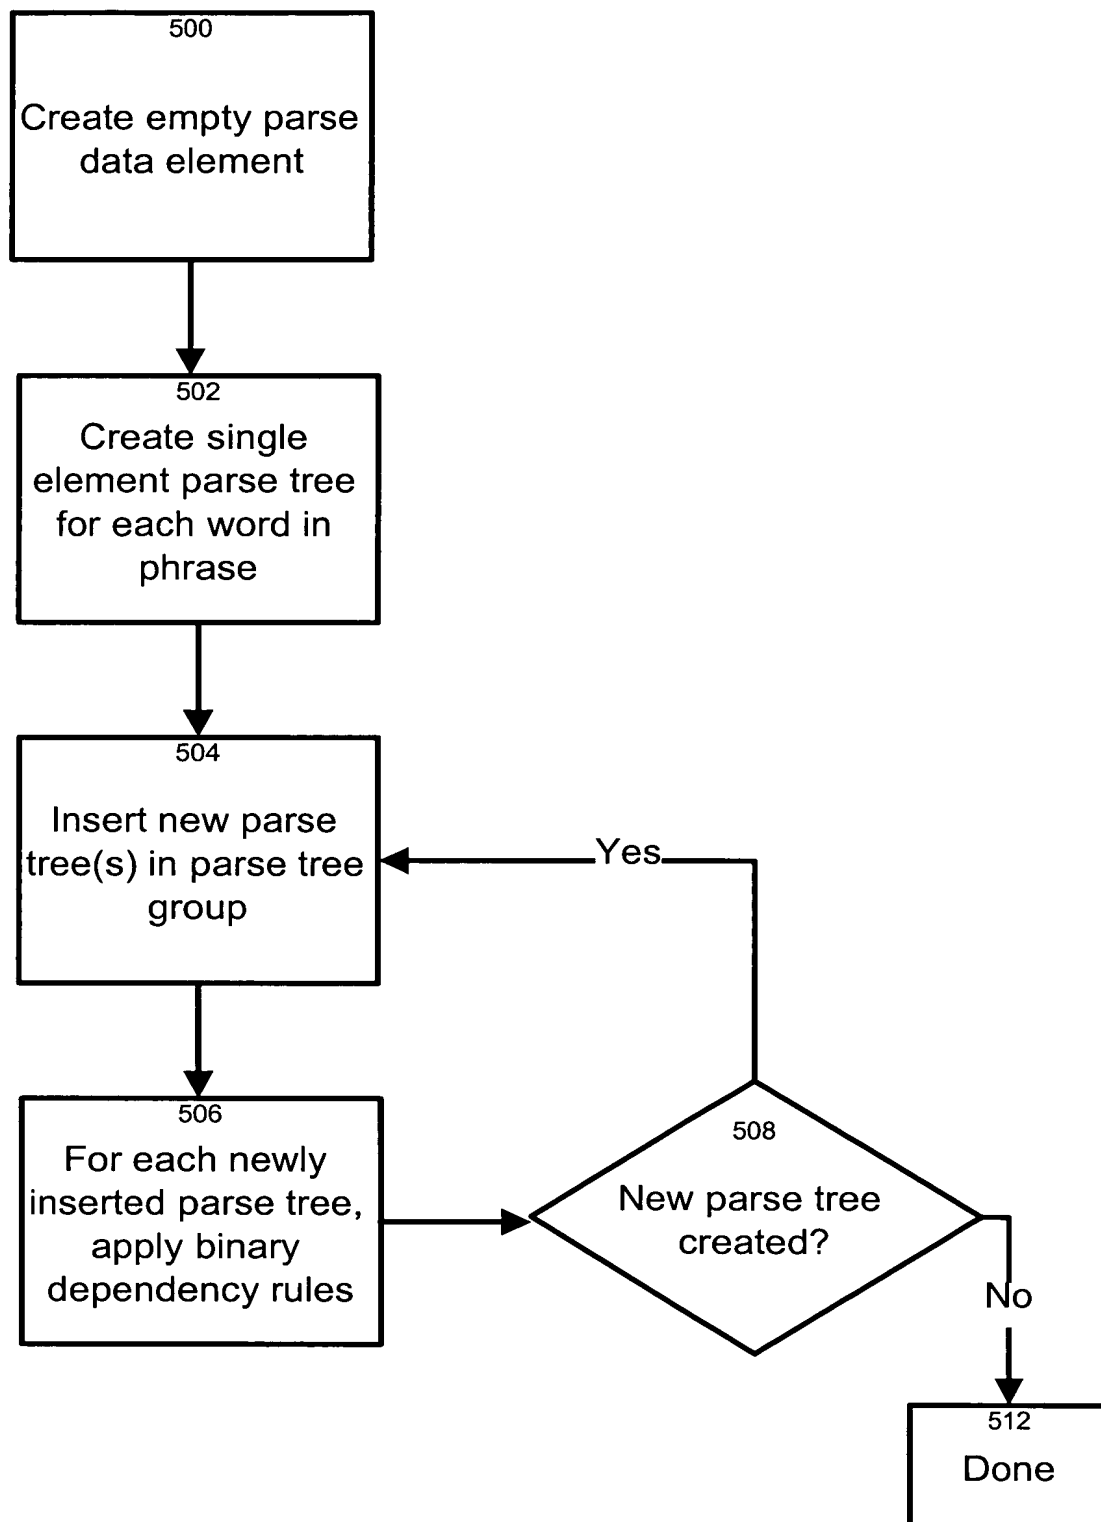 500
Create empty parse
data element
502
Create single
element parse tree
for each word in
phrase
504
Insert new parse
tree(s) in parse tree
group
Yes
506
For each newly
inserted parse tree,
apply binary
dependency rules
508
New parse tree
created?
No
512
Done